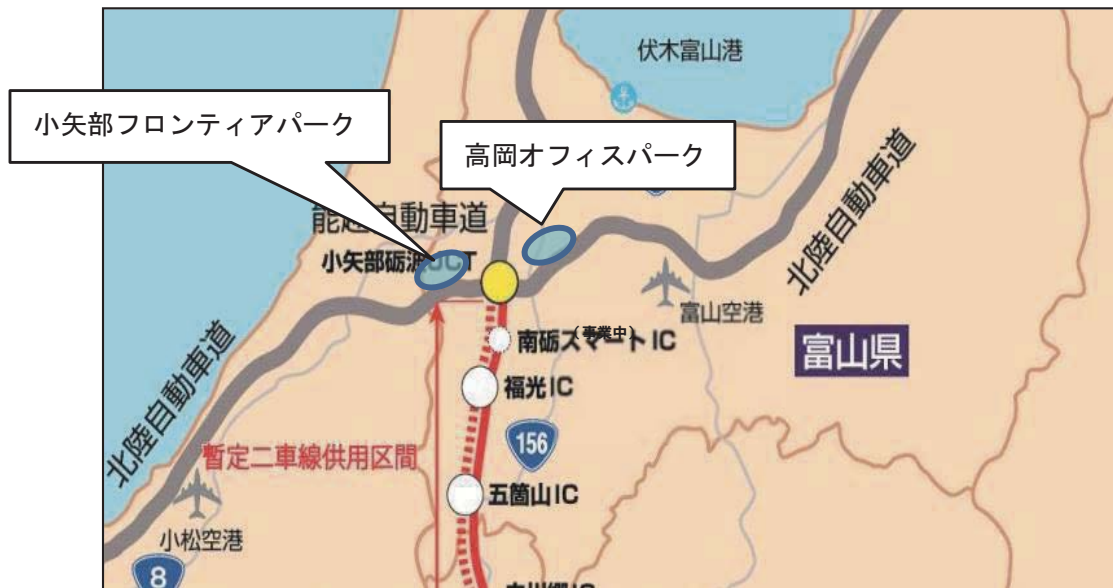 伏木富山港
小矢部フロンティアパーク
高岡オフィスパーク
能越自動車道
小矢部砺波JCT
北陸自動車道
富山空港
(事業中)
南砺スマートIC
富山県
福光IC
北陸自動車道
156
暫定二車線供用区間
五箇山IC
小松空港
8